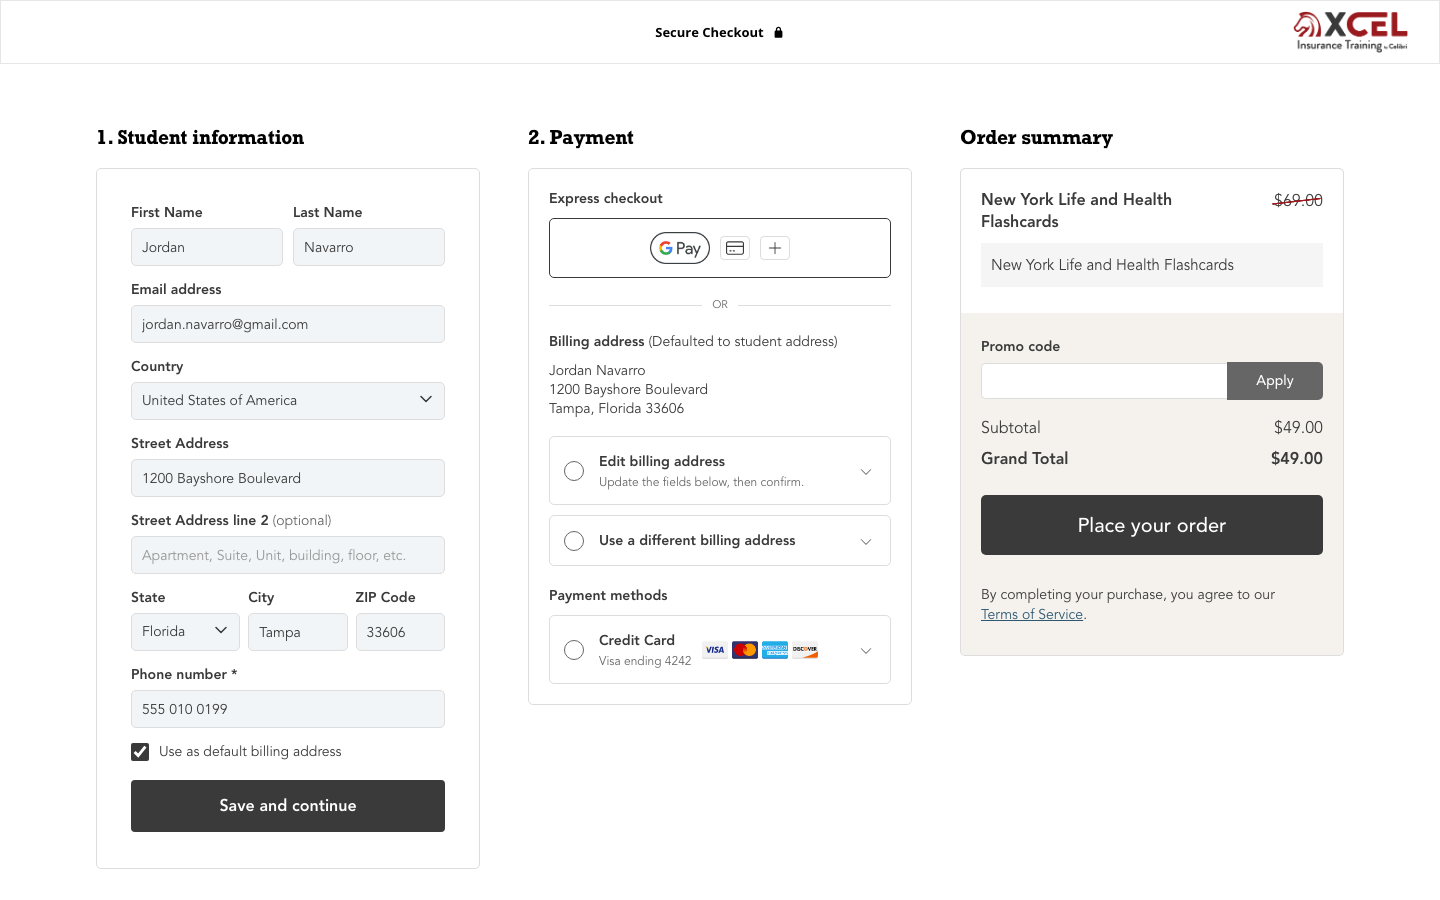 Secure Checkout
XCEL
Insurance Training by Colibri
1. Student information
First Name
Last Name
Jordan
Navarro
Email address
jordan.navarro@gmail.com
Country
United States of America
Street Address
1200 Bayshore Boulevard
Street Address line 2 (optional)
Apartment, Suite, Unit, building, floor, etc.
State
City
ZIP Code
Florida
Tampa
33606
Phone number *
555 010 0199
Use as default billing address
Save and continue
2. Payment
Express checkout
G Pay
OR
Billing address (Defaulted to student address)
Jordan Navarro
1200 Bayshore Boulevard
Tampa, Florida 33606
Edit billing address
Update the fields below, then confirm.
Use a different billing address
Payment methods
Credit Card
Visa ending 4242
VISA
AMERICAN EXPRESS
DISCOVER
Order summary
New York Life and Health
Flashcards
$69.00
New York Life and Health Flashcards
Promo code
Apply
Subtotal
$49.00
Grand Total
$49.00
Place your order
By completing your purchase, you agree to our
Terms of Service.